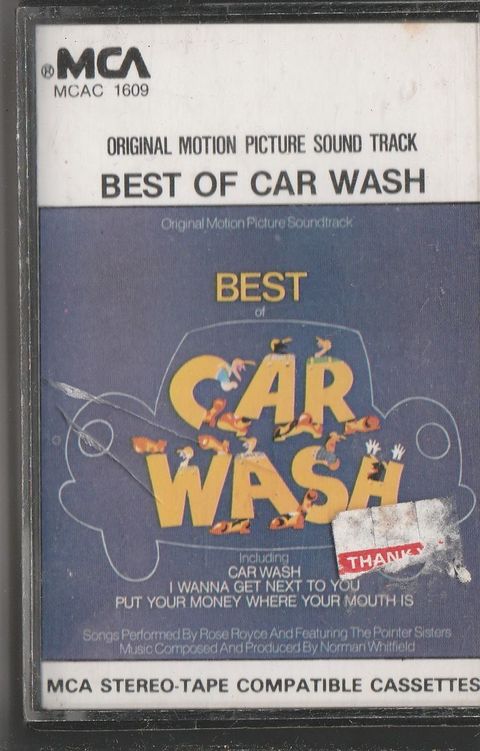 ® MCA
MCAC 1609
ORIGINAL MOTION PICTURE SOUND TRACK
BEST OF CAR WASH
Original Motion Picture Soundtrack
BEST
of
CAR
WASH
Including
CAR WASH
I WANNA GET NEXT TO YOU
PUT YOUR MONEY WHERE YOUR MOUTH IS
THANK
Songs Performed By Rose Royce And Featuring The Pointer Sisters
Music Composed And Produced By Norman Whitfield
MCA STEREO-TAPE COMPATIBLE CASSETTES